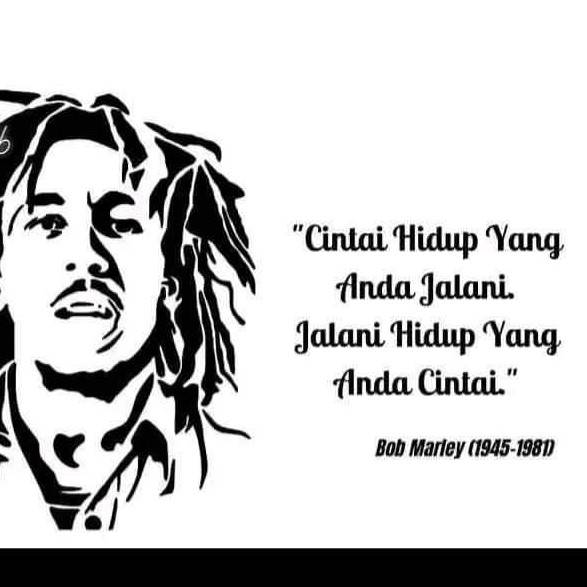 "Cintai Hidup Yang
Anda Jalani.
Jalani Hidup Yang
Anda Cintai."
Bob Marley (1945-1981)